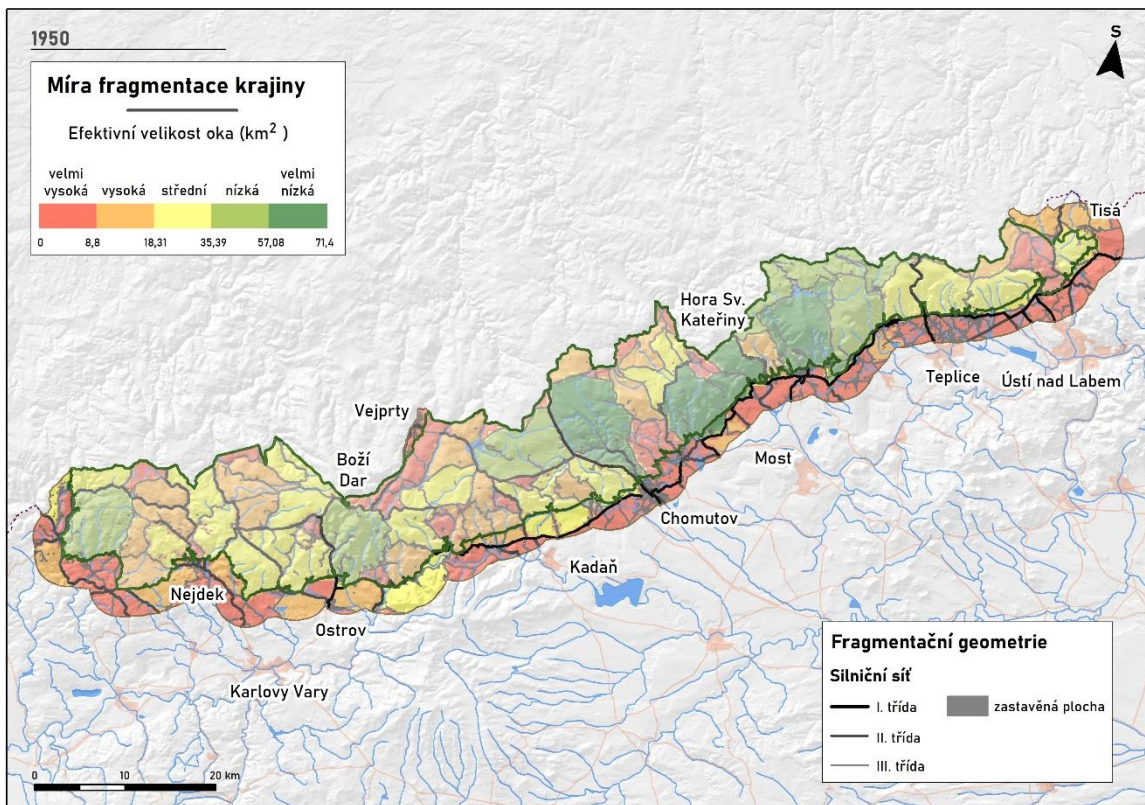 1950
Míra fragmentace krajiny
Efektivní velikost oka (km² )
velmi vysoká
vysoká
střední
nízká
velmi nízká
0 8,8 18,31 35,39 57,08 71,4
S
Tisá
Hora Sv.
Kateřiny
Teplice
Ústí nad Labem
Vejprty
Boží
Dar
Most
Chomutov
Kadaň
Nejdek
Ostrov
Karlovy Vary
Fragmentační geometrie
Silniční síť
I. třída
zastavěná plocha
II. třída
III. třída
0 10 20 km